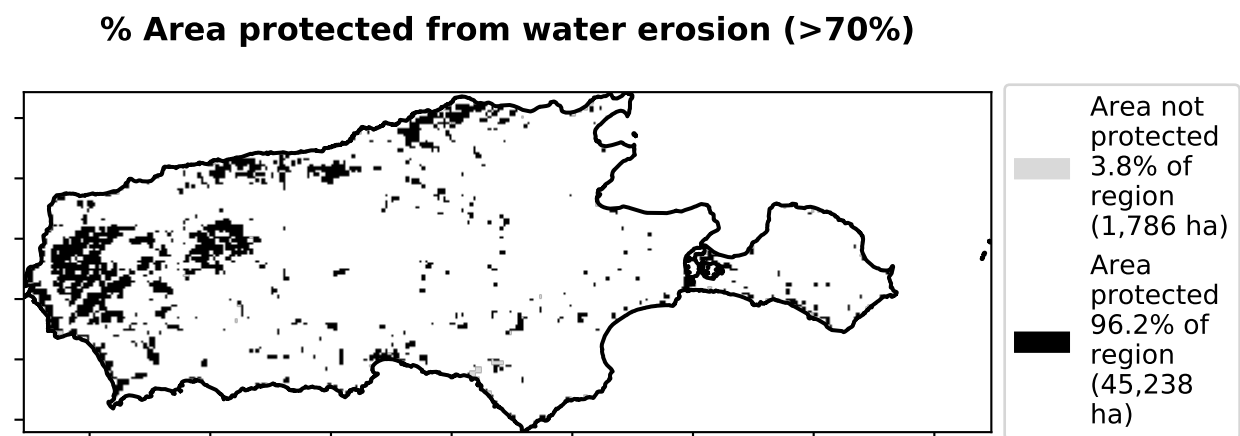 % Area protected from water erosion (>70%)
Area not
protected
3.8% of
region
(1,786 ha)
Area
protected
96.2% of
region
(45,238
ha)